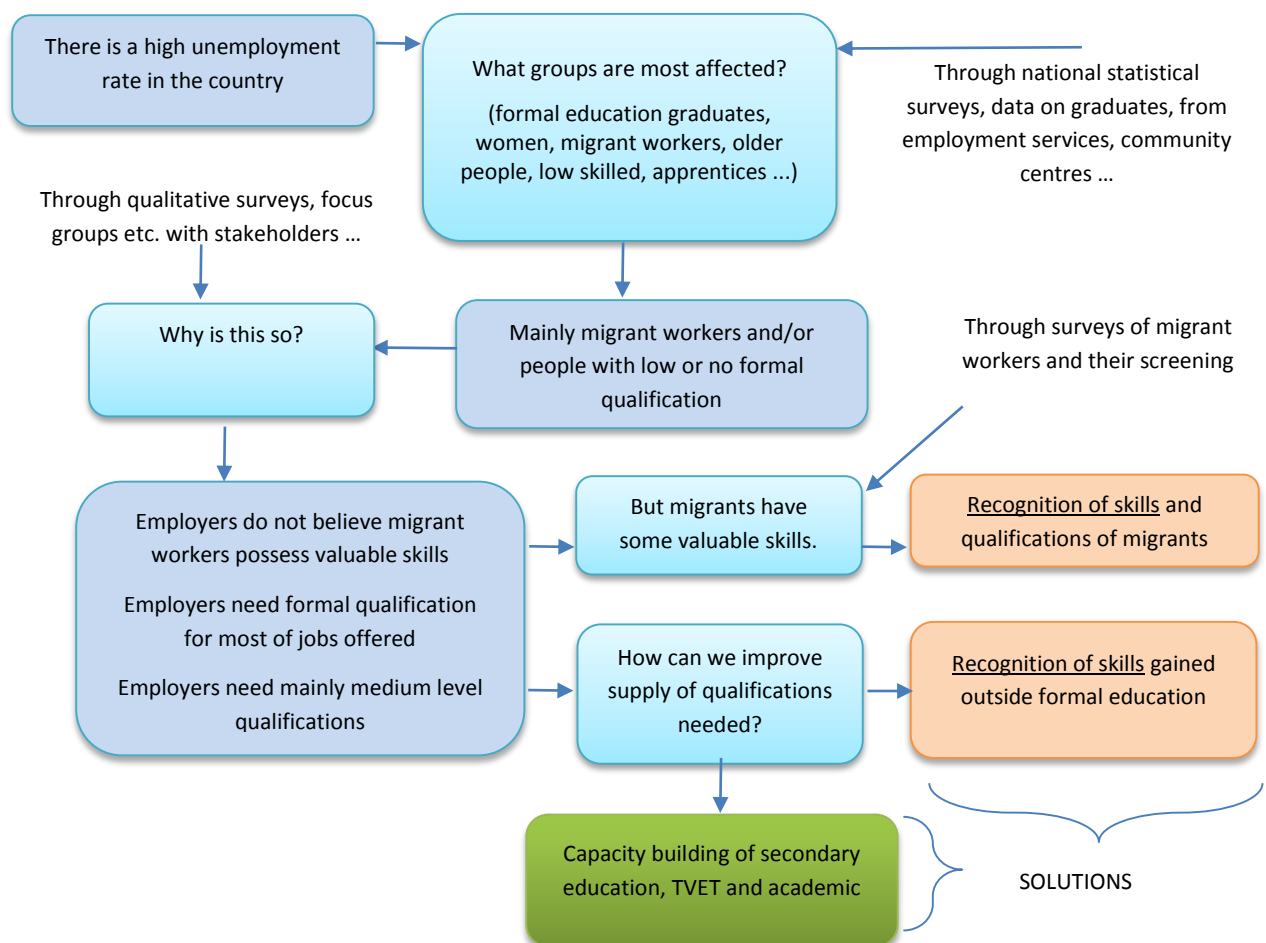 There is a high unemployment
rate in the country
What groups are most affected?
(formal education graduates,
women, migrant workers, older
people, low skilled, apprentices ...)
Through national statistical
surveys, data on graduates, from
employment services, community
centres …
Through qualitative surveys, focus
groups etc. with stakeholders …
Why is this so?
Mainly migrant workers and/or
people with low or no formal
qualification
Through surveys of migrant
workers and their screening
Employers do not believe migrant
workers possess valuable skills
Employers need formal qualification
for most of jobs offered
Employers need mainly medium level
qualifications
But migrants have
some valuable skills.
Recognition of skills and
qualifications of migrants
How can we improve
supply of qualifications
needed?
Recognition of skills gained
outside formal education
Capacity building of secondary
education, TVET and academic
SOLUTIONS